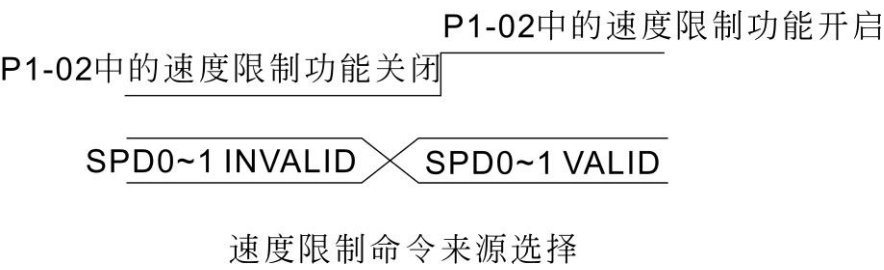 P1-02中的速度限制功能开启
P1-02中的速度限制功能关闭
SPD0~1 INVALID
SPD0~1 VALID
速度限制命令来源选择